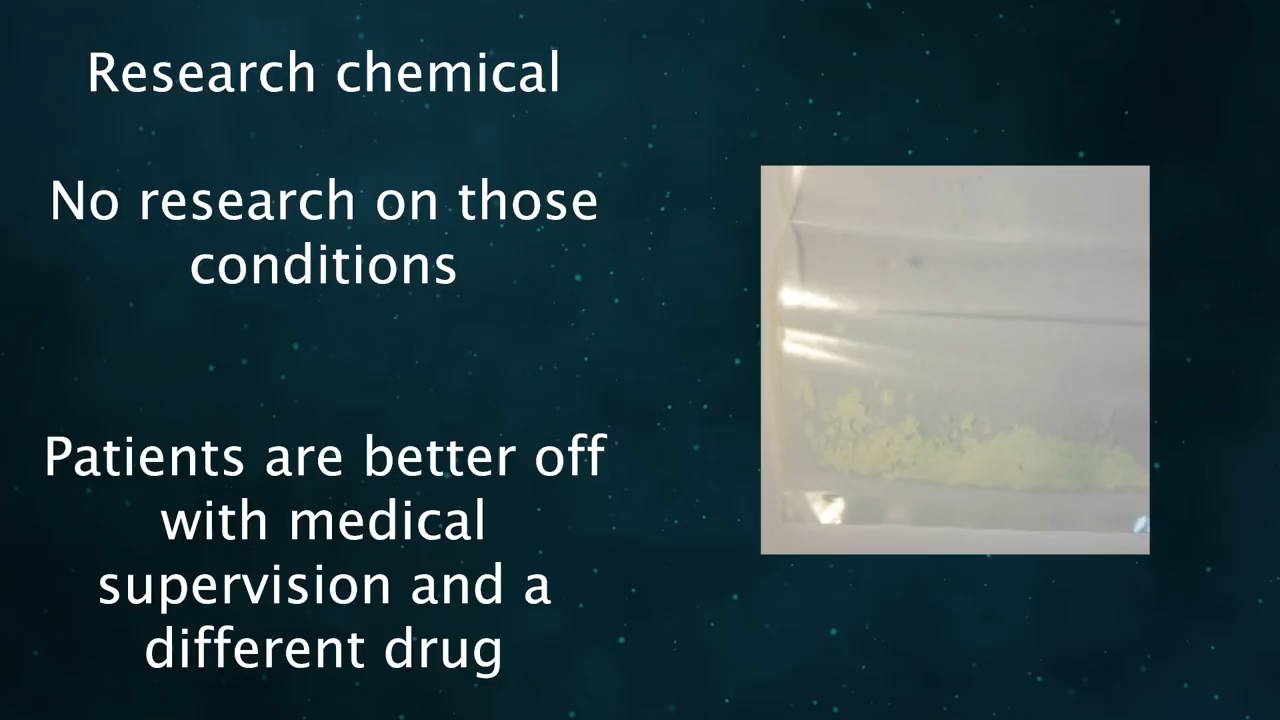 Research chemical
No research on those
conditions
Patients are better off
with medical
supervision and a
different drug